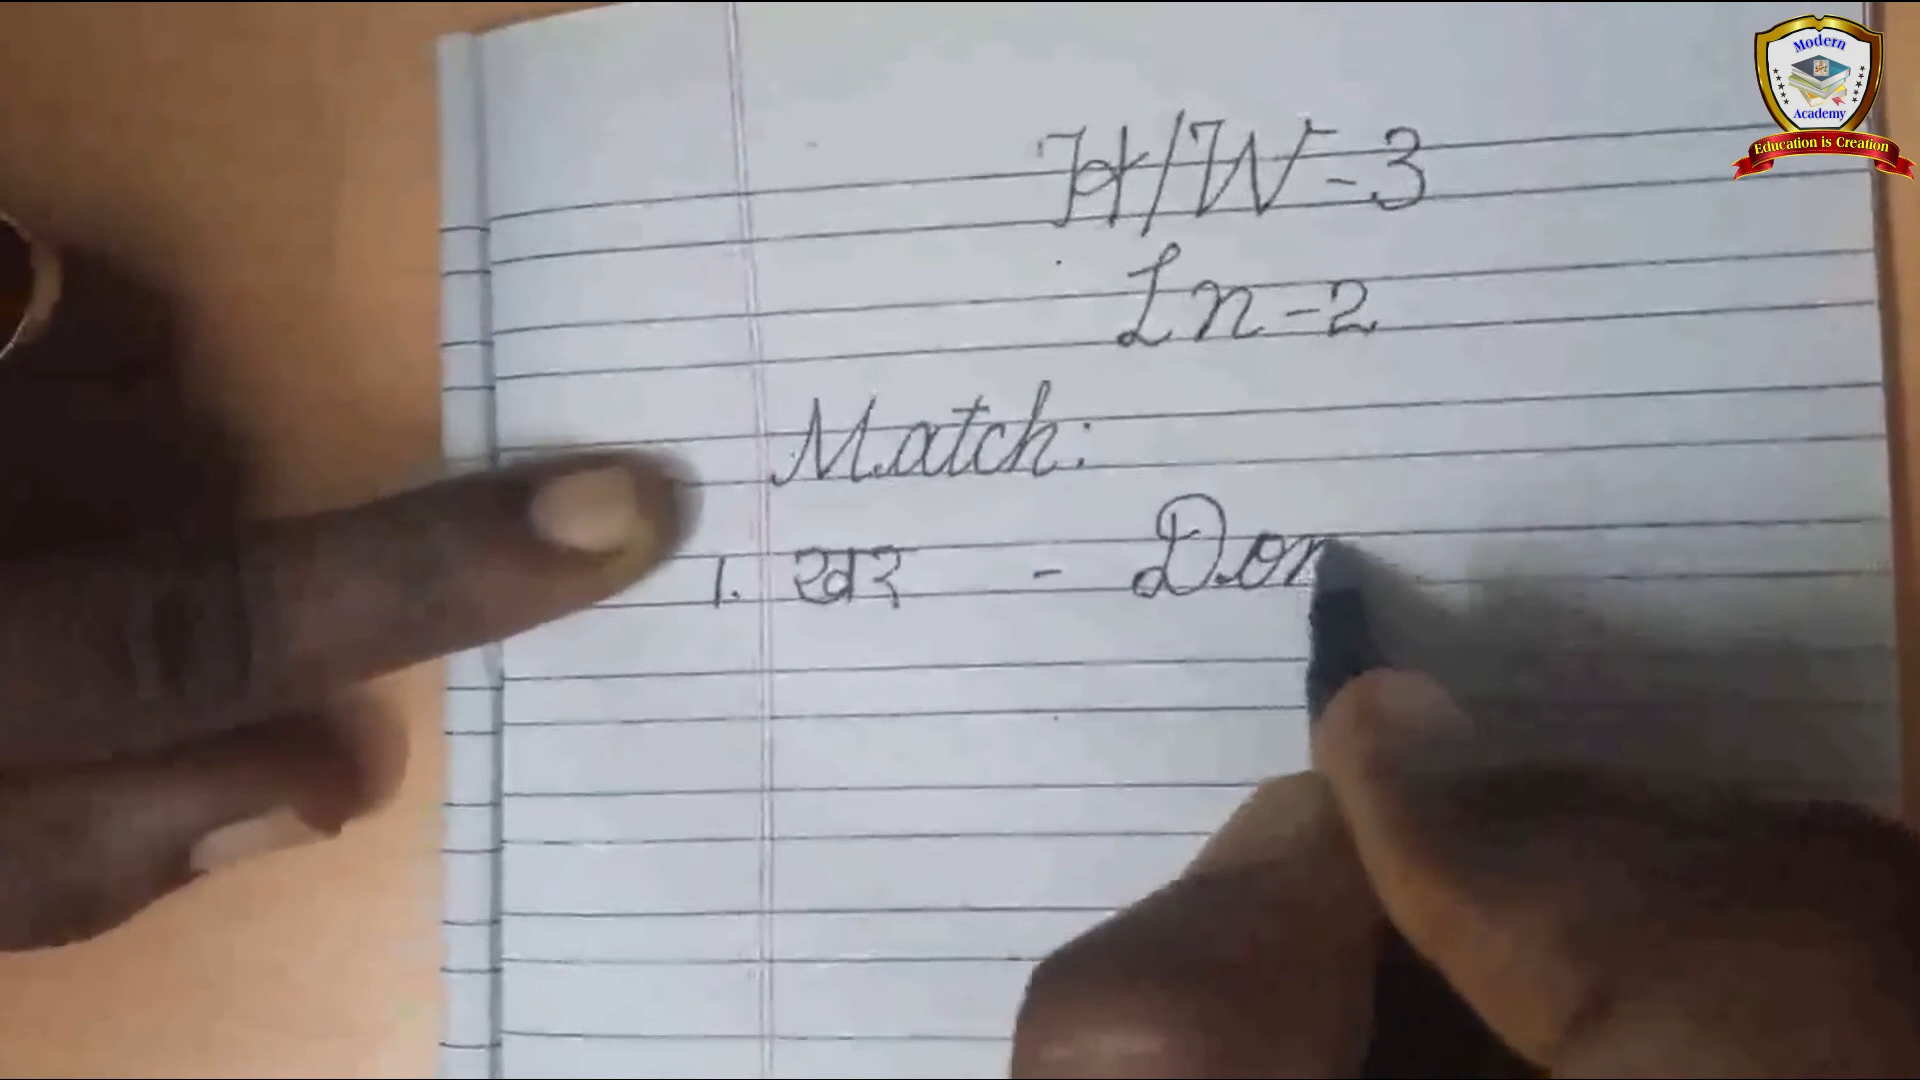 Modern
Academy
Education is Creation
H/W-3
Ln-2
Match:
1. खर - Don